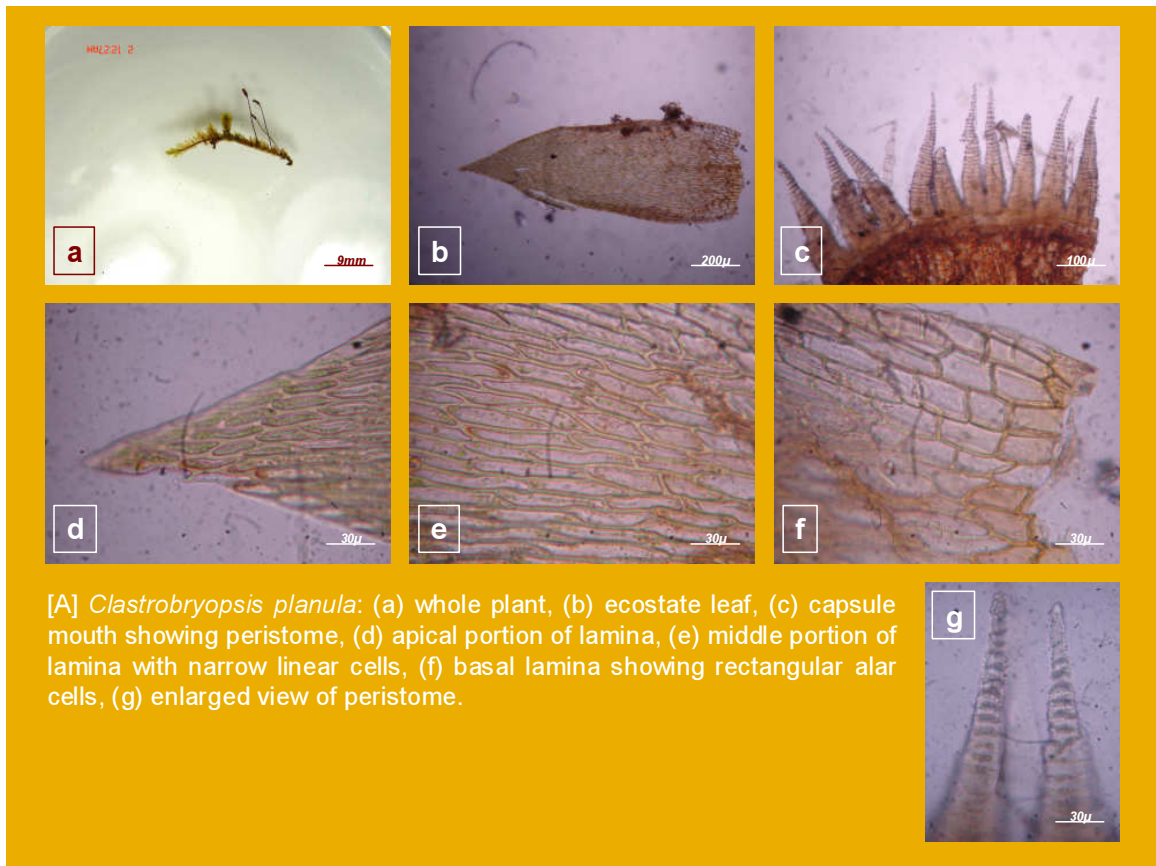 a
9mm
b
200µ
c
100µ
d
30µ
e
30µ
f
30µ
[A] Clastrobryopsis planula: (a) whole plant, (b) ecostate leaf, (c) capsule
mouth showing peristome, (d) apical portion of lamina, (e) middle portion of
lamina with narrow linear cells, (f) basal lamina showing rectangular alar
cells, (g) enlarged view of peristome.
g
30µ